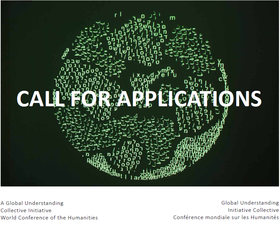 CALL FOR APPLICATIONS
A Global Understanding
Collective Initiative
World Conference of the Humanities
Global Understanding
Initiative Collective
Conférence mondiale sur les Humanités